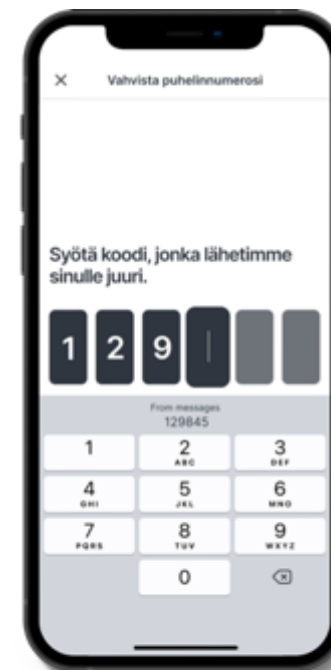 Vahvista puhelinnumerosi
Syötä koodi, jonka lähetimme
sinulle juuri.
1 2 9
From messages
129845
1 2 3
ABC DEF
4 5 6
GHI JKL MNO
7 8 9
PQRS TUV WXYZ
0